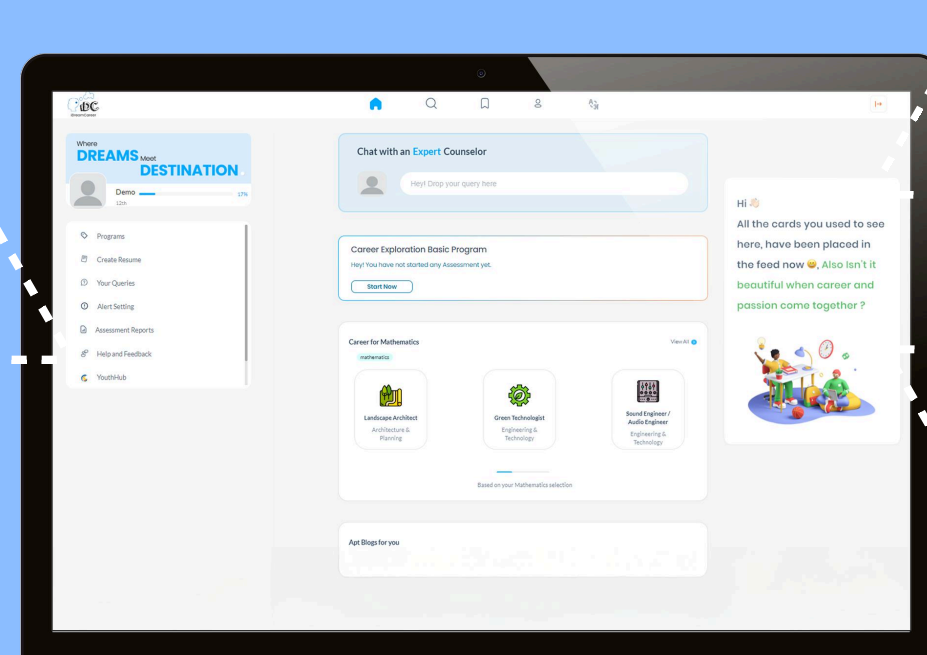 iDC
iDreamCareer
Where
DREAMS Meet
DESTINATION
Demo
17%
12th
Programs
Create Resume
Your Queries
Alert Setting
Assessment Reports
Help and Feedback
YouthHub
Chat with an Expert Counselor
Hey! Drop your query here
Career Exploration Basic Program
Hey! You have not started any Assessment yet.
Start Now
Career for Mathematics
View All
mathematics
Landscape Architect
Architecture &
Planning
Green Technologist
Engineering &
Technology
Sound Engineer /
Audio Engineer
Engineering &
Technology
Based on your Mathematics selection
Apt Blogs for you
Hi 👋🏻
All the cards you used to see
here, have been placed in
the feed now 😀, Also Isn't it
beautiful when career and
passion come together ?